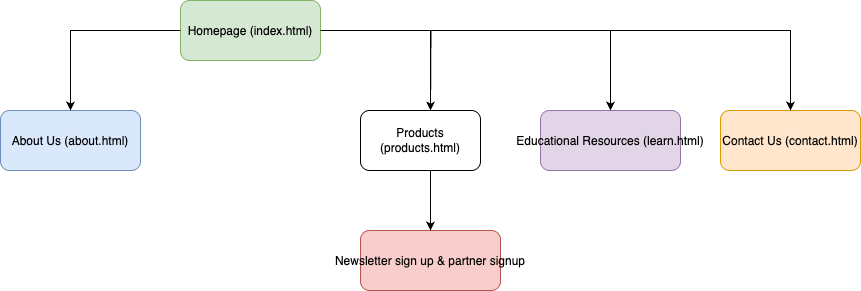 Homepage (index.html)
About Us (about.html)
Products
(products.html)
Educational Resources (learn.html)
Contact Us (contact.html)
Newsletter sign up & partner signup